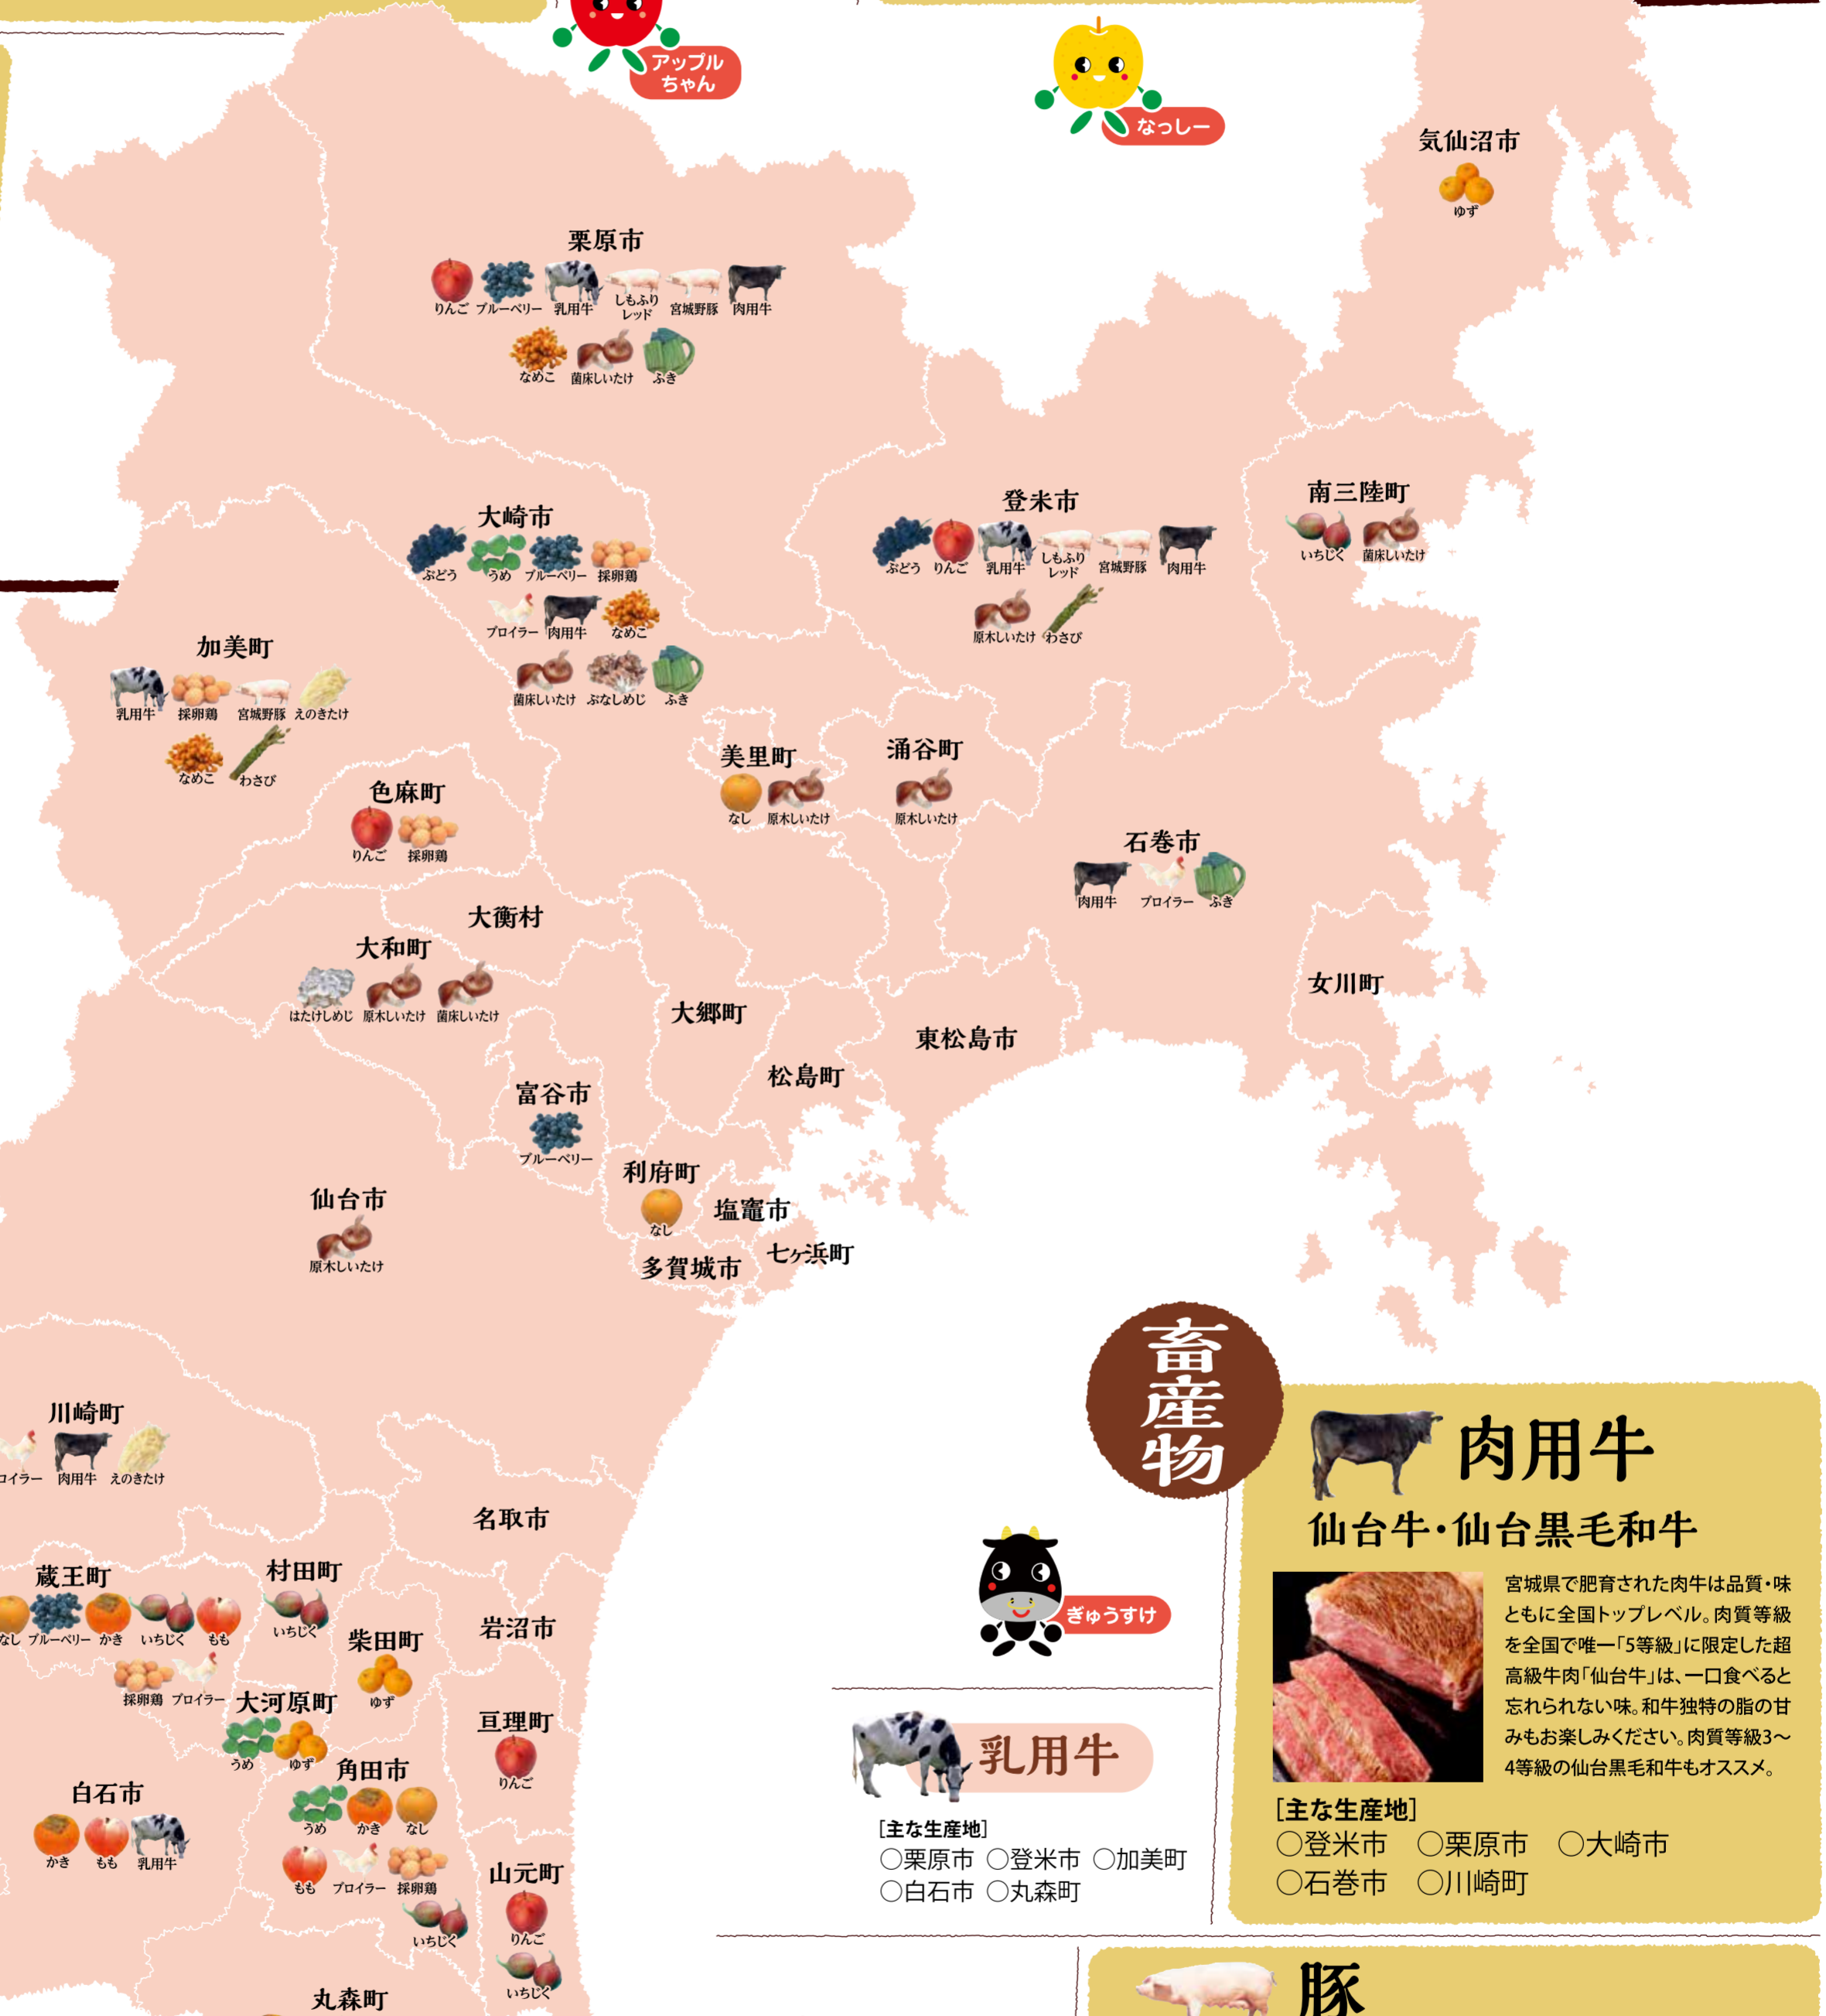 アップル
ちゃん
なっしー
気仙沼市
ゆず
栗原市
りんご ブルーベリー 乳用牛 しもふり
レッド 宮城野豚 肉用牛
なめこ 菌床しいたけ ふき
大崎市
ぶどう うめ ブルーベリー 採卵鶏
ブロイラー 肉用牛 なめこ
菌床しいたけ ぶなしめじ ふき
登米市
ぶどう りんご 乳用牛 しもふり
レッド 宮城野豚 肉用牛
原木しいたけ わさび
南三陸町
いちじく 菌床しいたけ
加美町
乳用牛 採卵鶏 宮城野豚 えのきたけ
なめこ わさび
色麻町
りんご 採卵鶏
美里町
なし 原木しいたけ
涌谷町
原木しいたけ
石巻市
肉用牛 ブロイラー ふき
大衡村
大和町
はたけしめじ 原木しいたけ 菌床しいたけ
大郷町
東松島市
女川町
松島町
富谷市
ブルーベリー
利府町
なし
塩竈市
七ヶ浜町
多賀城市
仙台市
原木しいたけ
川崎町
ロイラー 肉用牛 えのきたけ
名取市
蔵王町
なし ブルーベリー かき いちじく もも
採卵鶏 ブロイラー
村田町
いちじく
柴田町
ゆず
岩沼市
大河原町
うめ ゆず
亘理町
りんご
角田市
うめ かき なし
もも ブロイラー 採卵鶏
いちじく
白石市
かき もも 乳用牛
山元町
りんご
いちじく
丸森町
畜産物
ぎゅうすけ
乳用牛
[主な生産地]
○栗原市 ○登米市 ○加美町
○白石市 ○丸森町
肉用牛
仙台牛・仙台黒毛和牛
宮城県で肥育された肉牛は品質・味
ともに全国トップレベル。肉質等級
を全国で唯一「5等級」に限定した超
高級牛肉「仙台牛」は、一口食べると
忘れられない味。和牛独特の脂の甘
みもお楽しみください。肉質等級3〜
4等級の仙台黒毛和牛もオススメ。
[主な生産地]
○登米市 ○栗原市 ○大崎市
○石巻市 ○川崎町
豚